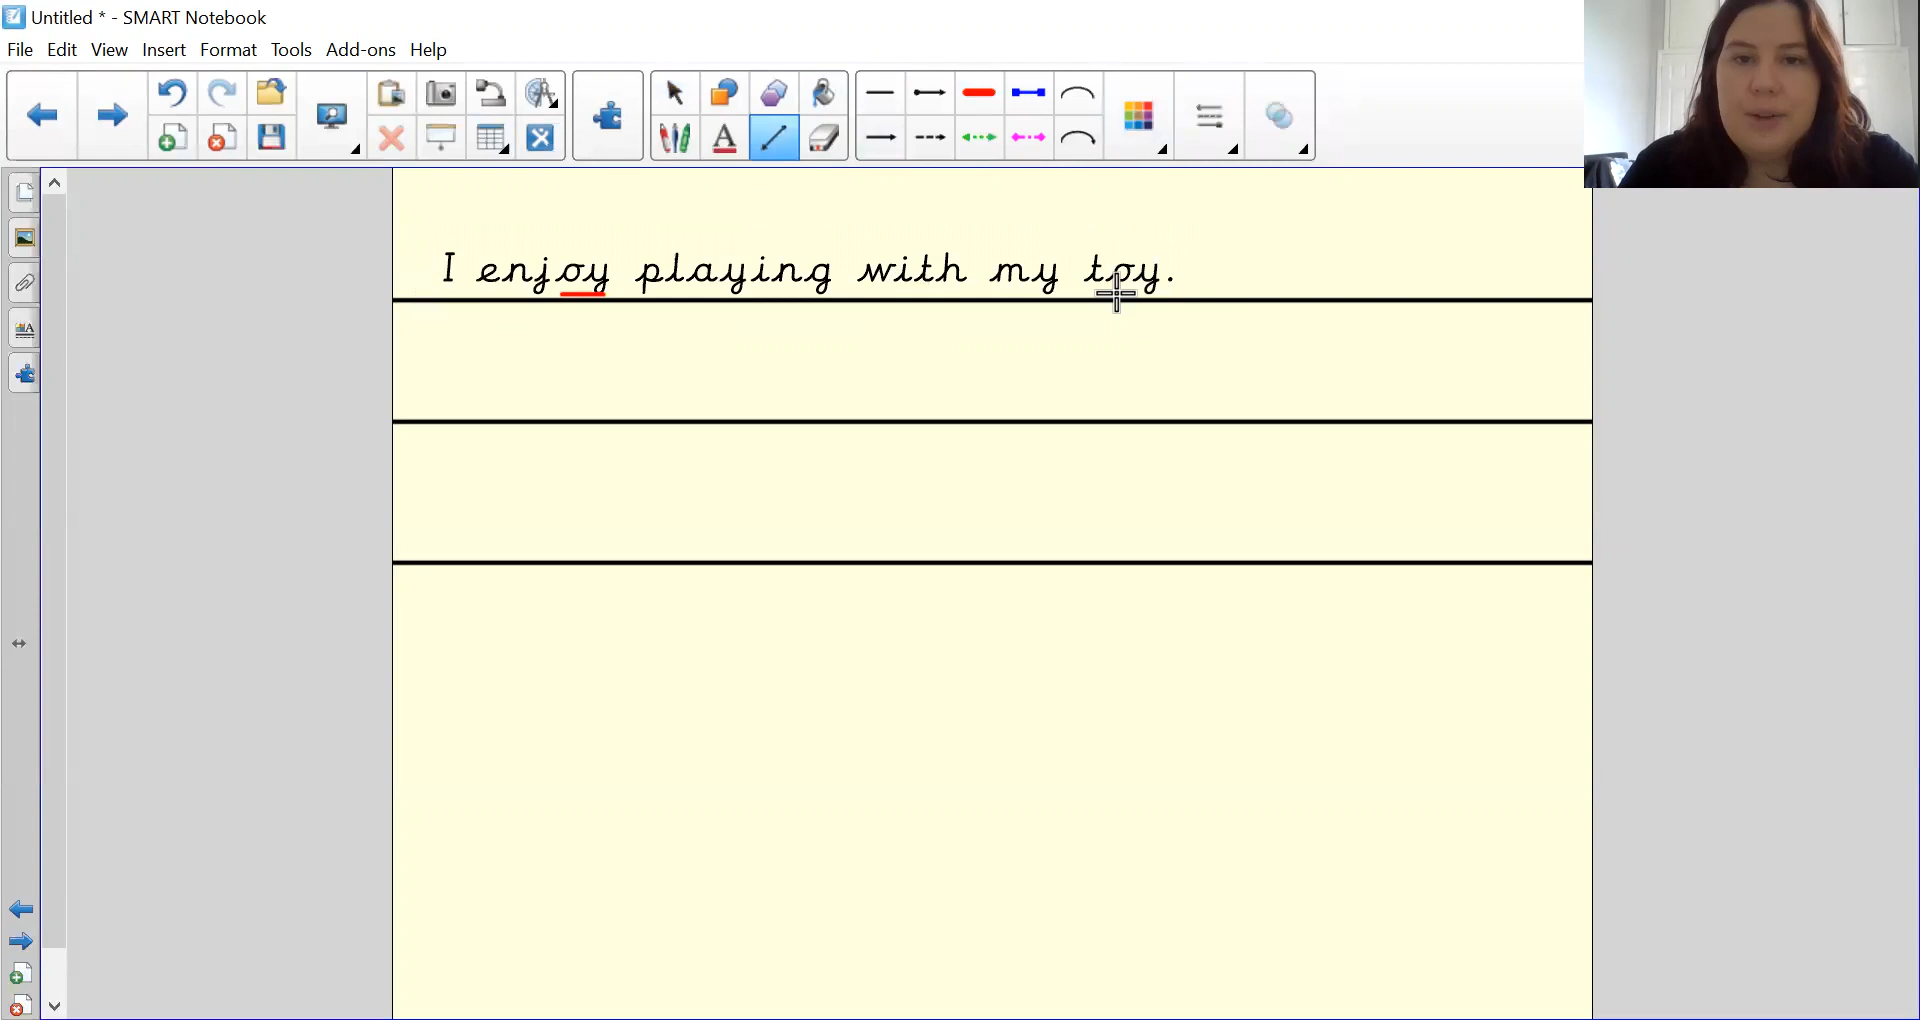 Untitled * - SMART Notebook
File Edit View Insert Format Tools Add-ons Help
I enjoy playing with my toy.